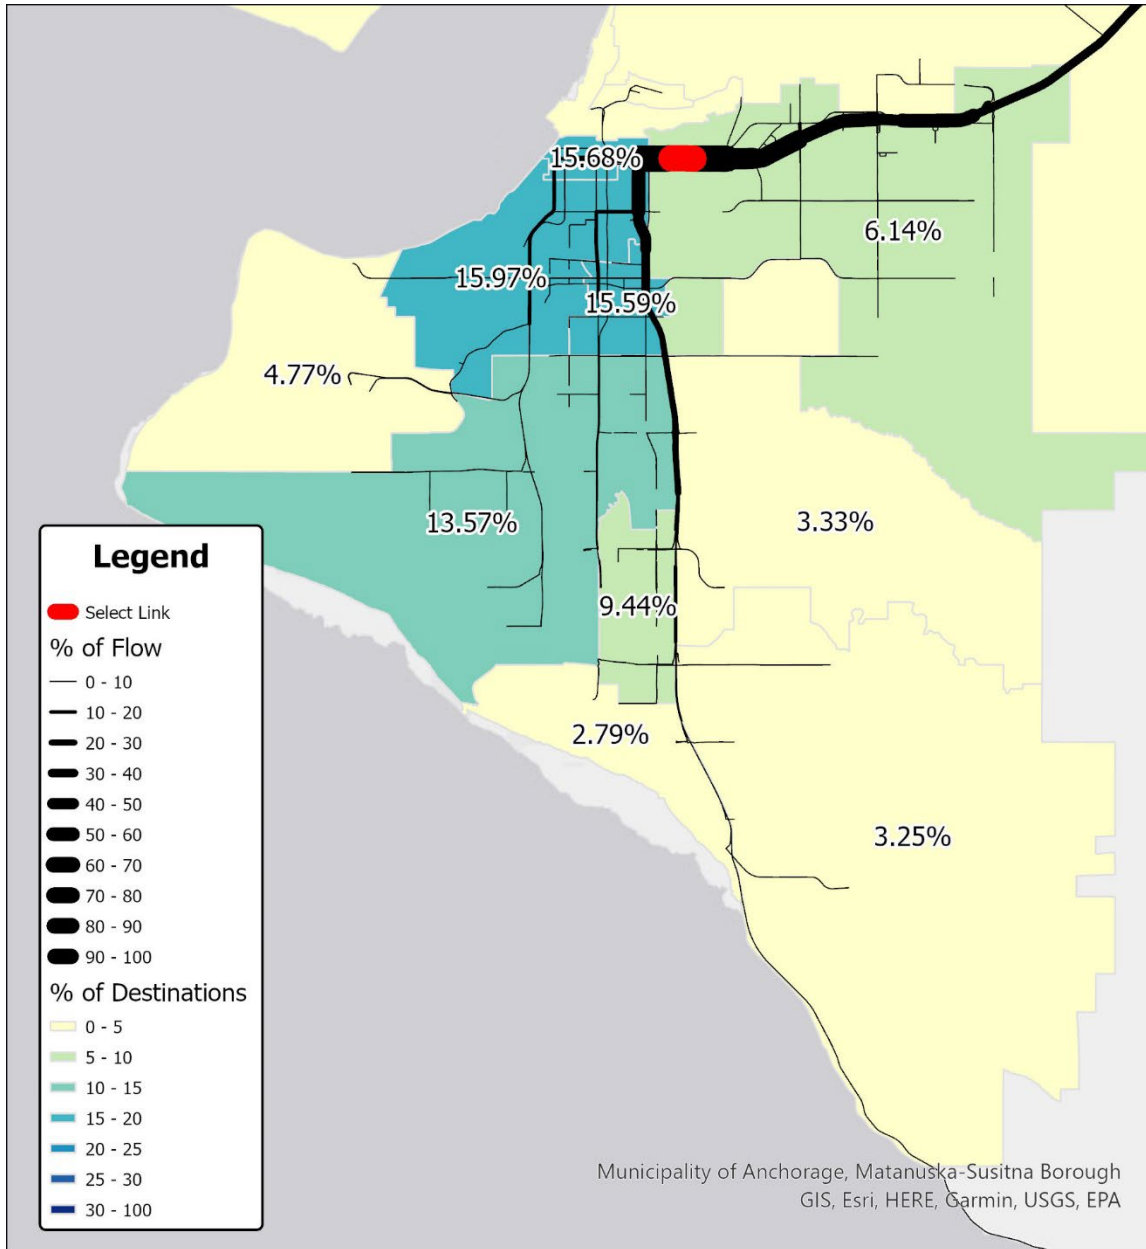 15.68%
6.14%
15.97%
15.59%
4.77%
13.57%
3.33%
9.44%
2.79%
3.25%
Legend
Select Link
% of Flow
0 - 10
10 - 20
20 - 30
30 - 40
40 - 50
50 - 60
60 - 70
70 - 80
80 - 90
90 - 100
% of Destinations
0 - 5
5 - 10
10 - 15
15 - 20
20 - 25
25 - 30
30 - 100
Municipality of Anchorage, Matanuska-Susitna Borough
GIS, Esri, HERE, Garmin, USGS, EPA